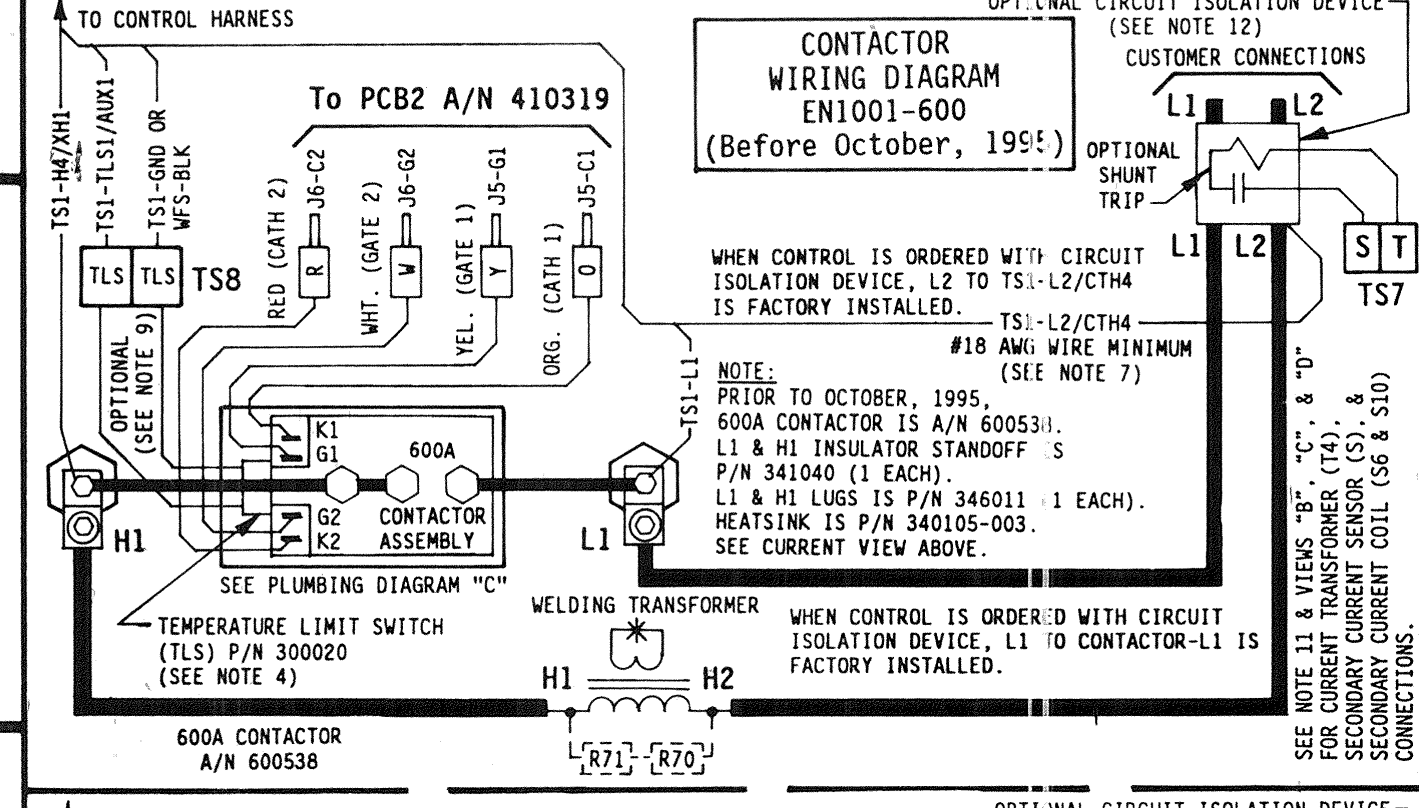 TO CONTROL HARNESS
CIRCUIT ISOLATION DEVICE
(SEE NOTE 12)
CUSTOMER CONNECTIONS
CONTACTOR
WIRING DIAGRAM
EN1001-600
(Before October, 1995)
To PCB2 A/N 410319
L1
L2
OPTIONAL
SHUNT
TRIP
TS1-H4/XH1
TS1-TLS1/AUX1
TS1-GND OR
WFS-BLK
TLS
TLS
TS8
RED (CATH 2)
J6-C2
R
WHT. (GATE 2)
J6-G2
W
YEL. (GATE 1)
J5-G1
Y
ORG. (CATH 1)
J5-C1
O
L1
L2
S
T
TS7
WHEN CONTROL IS ORDERED WITH CIRCUIT
ISOLATION DEVICE, L2 TO TS1-L2/CTH4
IS FACTORY INSTALLED.
TS1-L2/CTH4
#18 AWG WIRE MINIMUM
(SEE NOTE 7)
OPTIONAL
(SEE NOTE 9)
TS1-L1
NOTE:
PRIOR TO OCTOBER, 1995,
600A CONTACTOR IS A/N 600538.
L1 & H1 INSULATOR STANDOFF IS
P/N 341040 (1 EACH).
L1 & H1 LUGS IS P/N 346011 (1 EACH).
HEATSINK IS P/N 340105-003.
SEE CURRENT VIEW ABOVE.
K1
G1
600A
G2
K2
CONTACTOR
ASSEMBLY
H1
L1
SEE PLUMBING DIAGRAM "C"
TEMPERATURE LIMIT SWITCH
(TLS) P/N 300020
(SEE NOTE 4)
WELDING TRANSFORMER
WHEN CONTROL IS ORDERED WITH CIRCUIT
ISOLATION DEVICE, L1 TO CONTACTOR-L1 IS
FACTORY INSTALLED.
H1
H2
R71
R70
600A CONTACTOR
A/N 600538
SEE NOTE 11 & VIEWS "B", "C", & "D"
FOR CURRENT TRANSFORMER (T4),
SECONDARY CURRENT SENSOR (S), &
SECONDARY CURRENT COIL (S6 & S10)
CONNECTIONS.